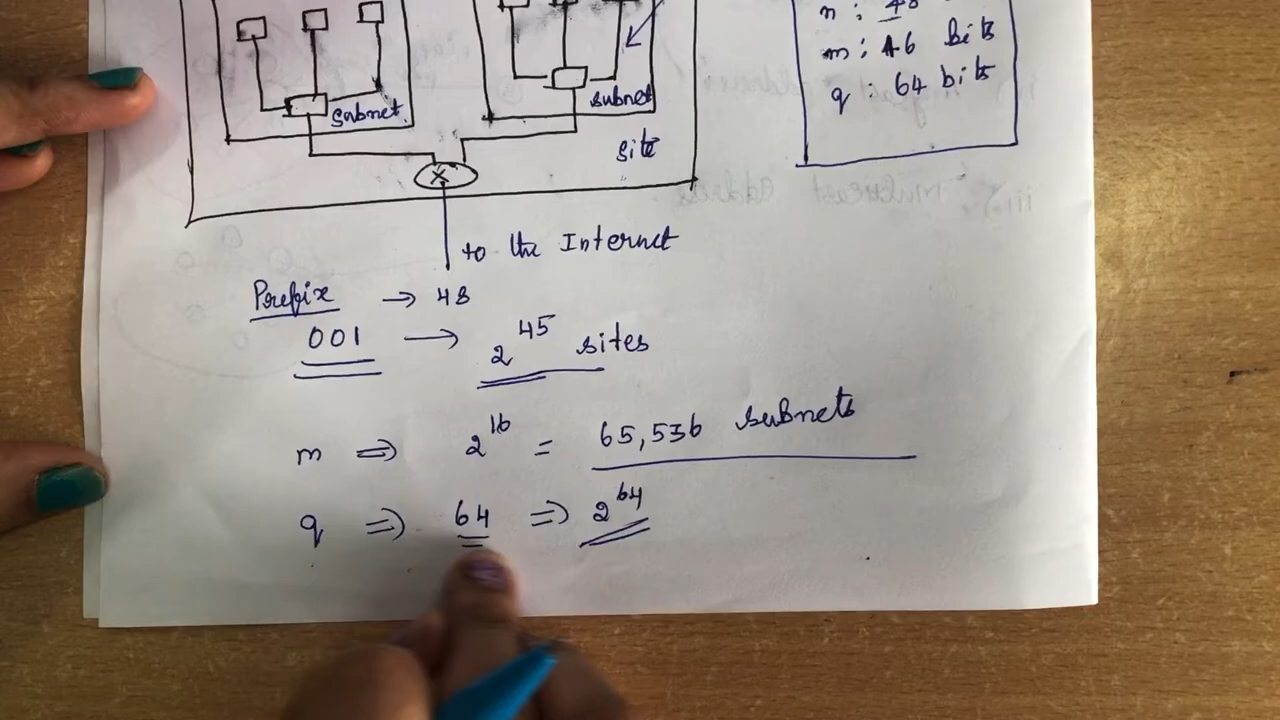 subnet
subnet
site
n : 48
m : 16 bits
q : 64 bits
to the Internet
Prefix → 48
001 → 2^45 sites
m ⇒ 2^16 = 65,536 subnets
q ⇒ 64 ⇒ 2^64